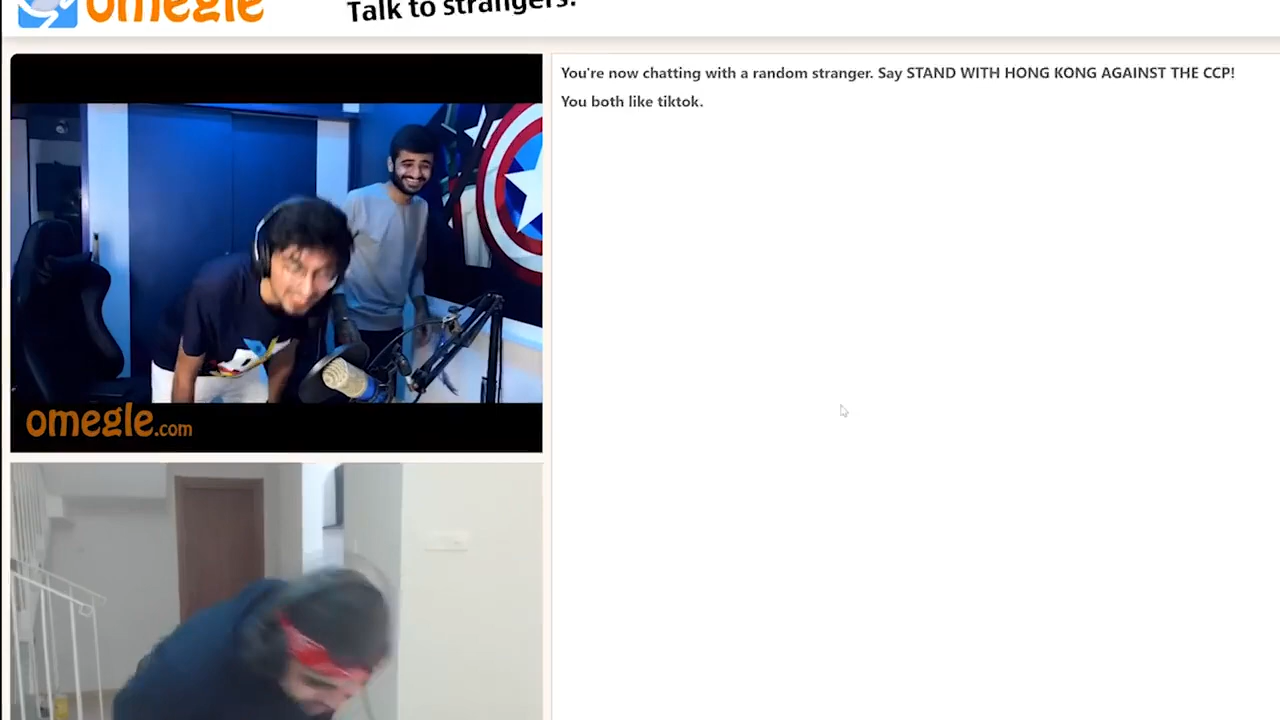 omegle
Talk to strangers!
You're now chatting with a random stranger. Say STAND WITH HONG KONG AGAINST THE CCP!
You both like tiktok.
omegle.com